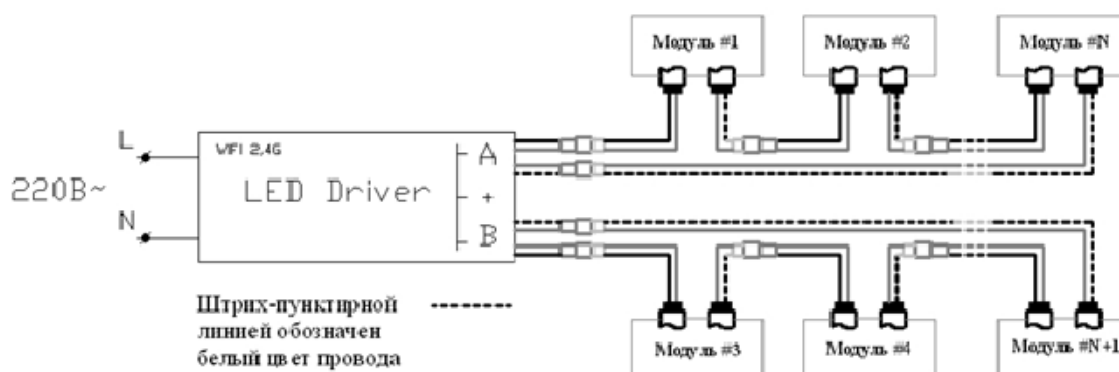 Модуль #1
Модуль #2
Модуль #N
L
WIFI 2,4G
A
220В~
LED Driver
+
N
B
Штрих-пунктирной
линией обозначен
белый цвет провода
Модуль #3
Модуль #4
Модуль #N+1